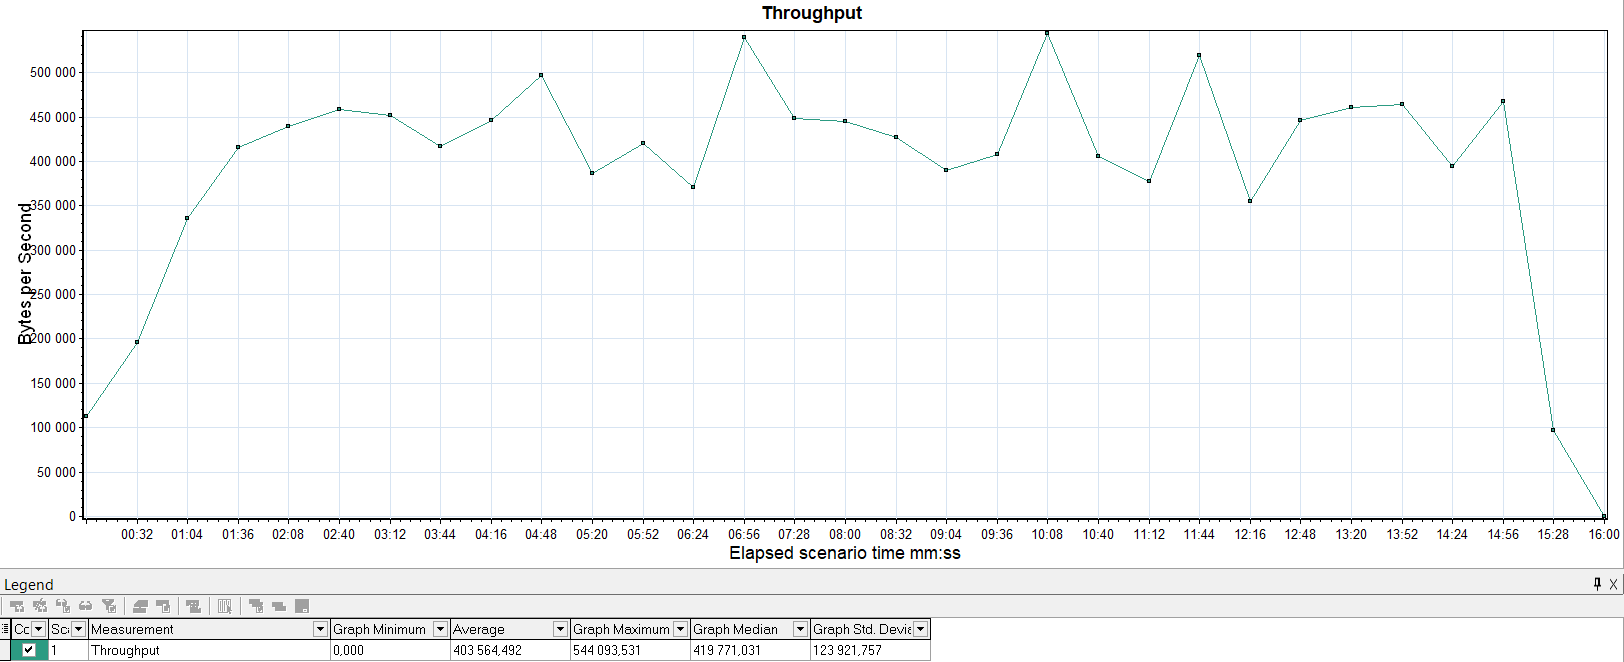 Throughput
500 000
450 000
400 000
350 000
300 000
250 000
200 000
150 000
100 000
50 000
0
Bytes per Second
00:32 01:04 01:36 02:08 02:40 03:12 03:44 04:16 04:48 05:20 05:52 06:24 06:56 07:28 08:00 08:32 09:04 09:36 10:08 10:40 11:12 11:44 12:16 12:48 13:20 13:52 14:24 14:56 15:28 16:00
Elapsed scenario time mm:ss
Legend
Cc Sc Measurement Graph Minimum Average Graph Maximum Graph Median Graph Std. Devia
1 Throughput 0,000 403 564,492 544 093,531 419 771,031 123 921,757